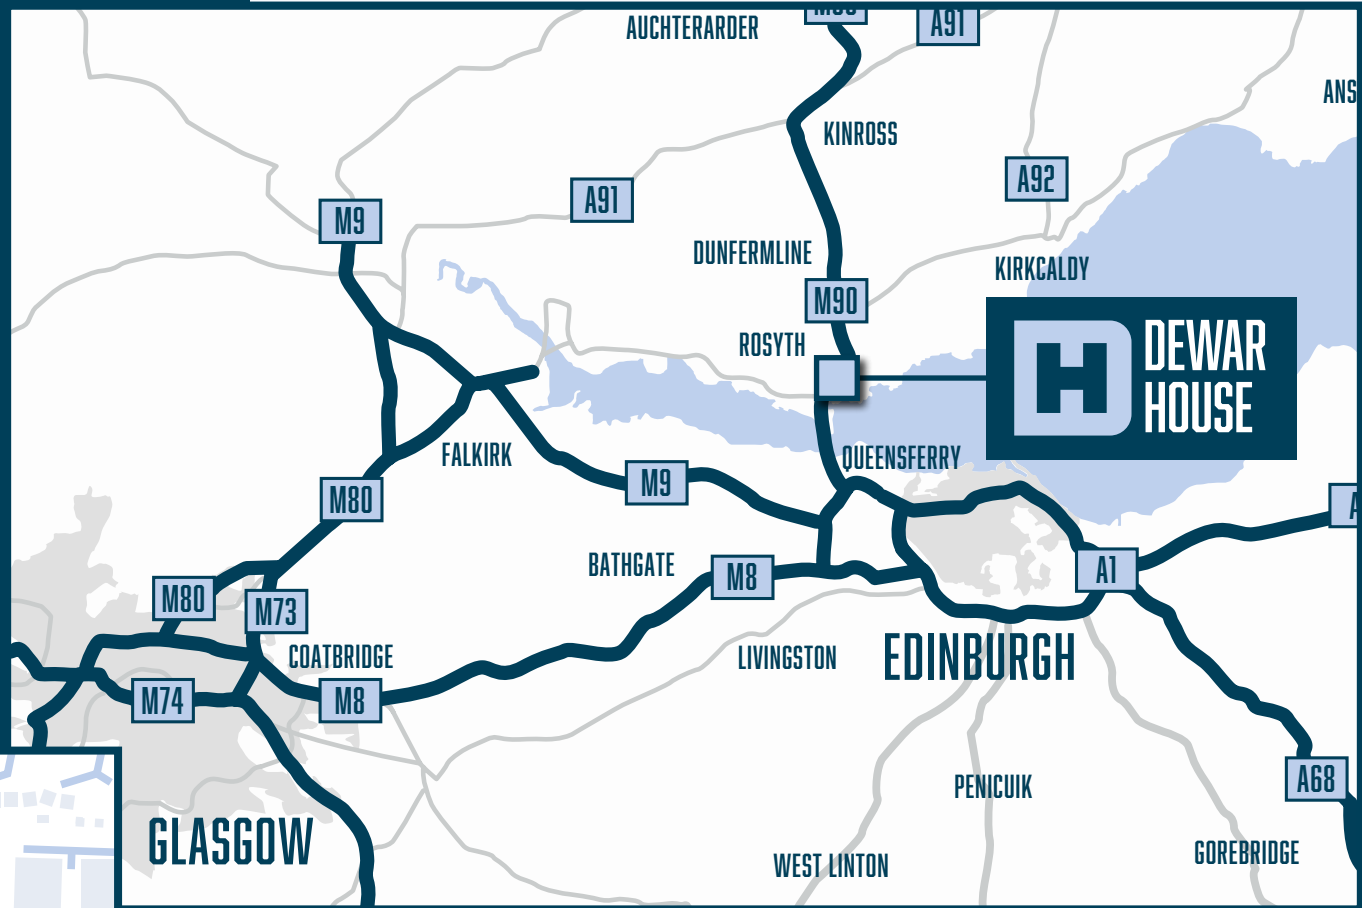 AUCHTERARDER
A91
KINROSS
A92
A91
M9
DUNFERMLINE
KIRKCALDY
M90
ROSYTH
DEWAR
HOUSE
FALKIRK
QUEENSFERRY
M9
M80
BATHGATE
M8
A1
M80
M73
COATBRIDGE
LIVINGSTON
EDINBURGH
M74
M8
PENICUIK
A68
GLASGOW
WEST LINTON
GOREBRIDGE